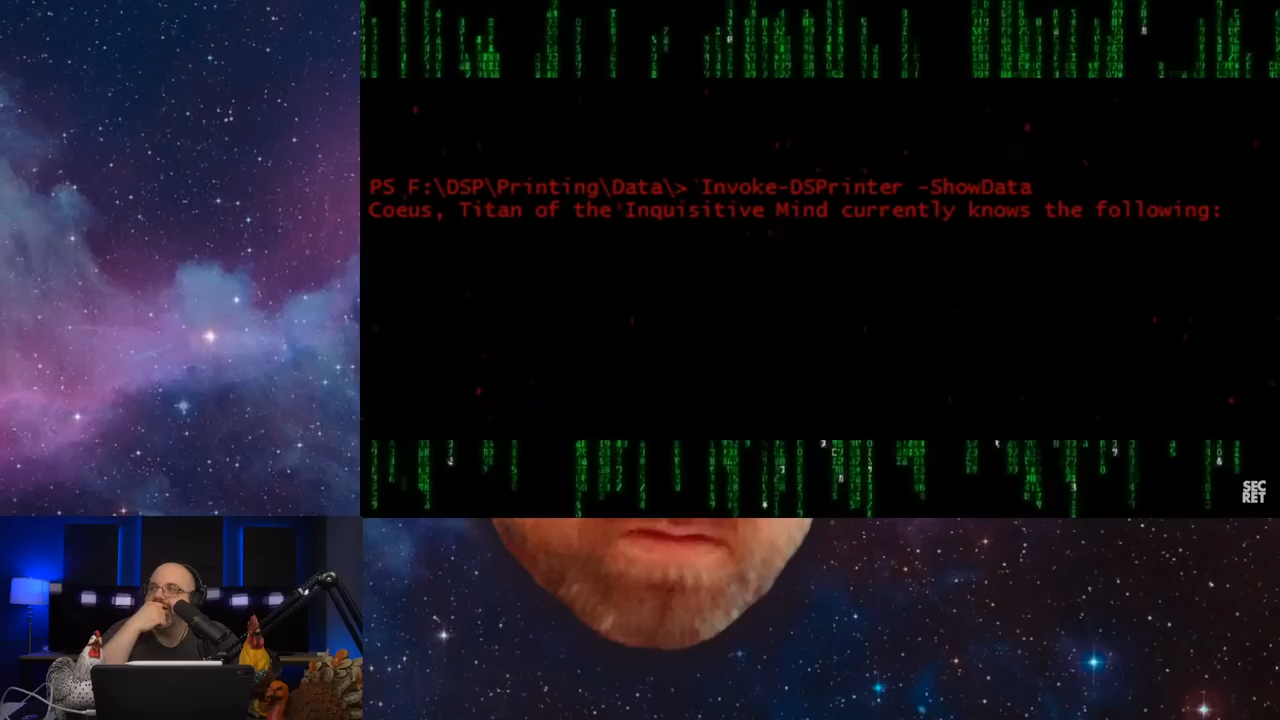 PS F:\DSP\Printing\Data\> Invoke-DSPrinter -ShowData
Coeus, Titan of the Inquisitive Mind currently knows the following:
SEC
RET